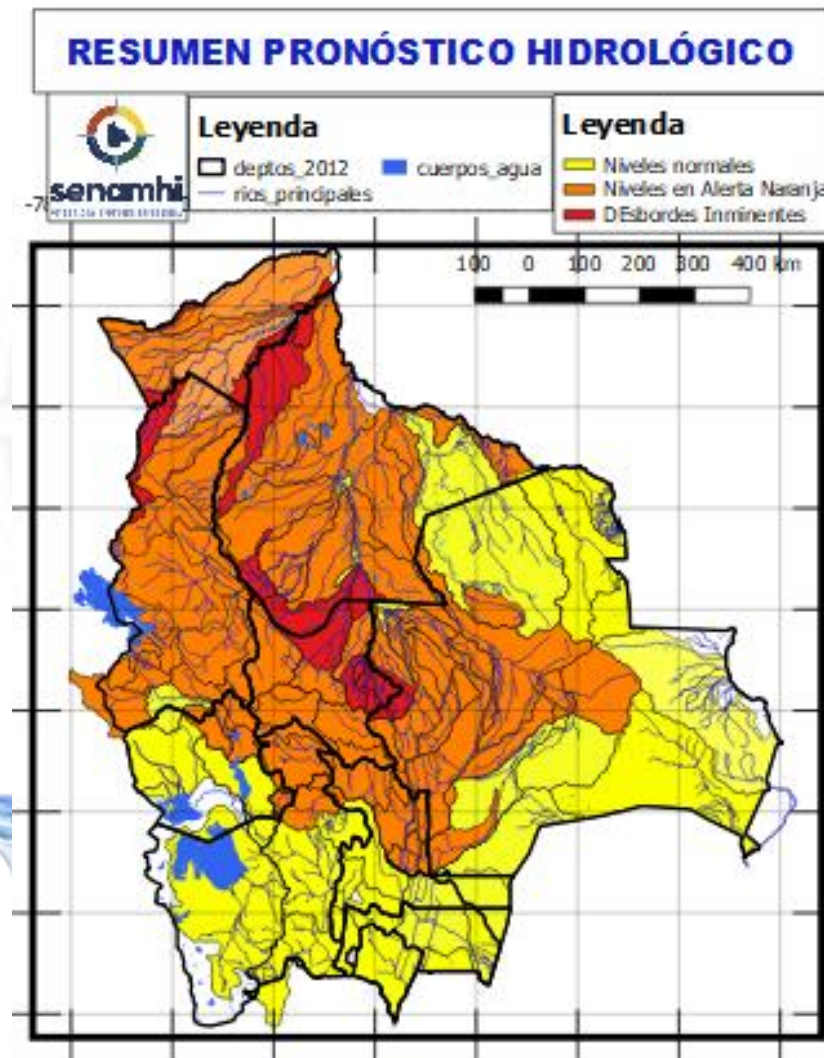 RESUMEN PRONÓSTICO HIDROLÓGICO
senamhi
Leyenda
deptos_2012 cuerpos_agua
rios_principales
Leyenda
Niveles normales
Niveles en Alerta Naranja
DEsbordes Inminentes
100 0 100 200 300 400 km